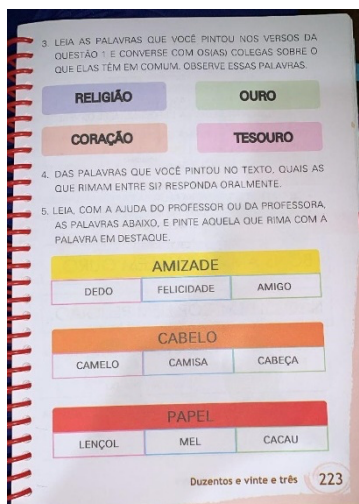 3. LEIA AS PALAVRAS QUE VOCÊ PINTOU NOS VERSOS DA
QUESTÃO 1 E CONVERSE COM OS(AS) COLEGAS SOBRE O
QUE ELAS TÊM EM COMUM. OBSERVE ESSAS PALAVRAS.
RELIGIÃO OURO
CORAÇÃO TESOURO
4. DAS PALAVRAS QUE VOCÊ PINTOU NO TEXTO, QUAIS AS
QUE RIMAM ENTRE SI? RESPONDA ORALMENTE.
5. LEIA, COM A AJUDA DO PROFESSOR OU DA PROFESSORA,
AS PALAVRAS ABAIXO, E PINTE AQUELA QUE RIMA COM A
PALAVRA EM DESTAQUE.
AMIZADE
DEDO FELICIDADE AMIGO
CABELO
CAMELO CAMISA CABEÇA
PAPEL
LENÇOL MEL CACAU
Duzentos e vinte e três 223